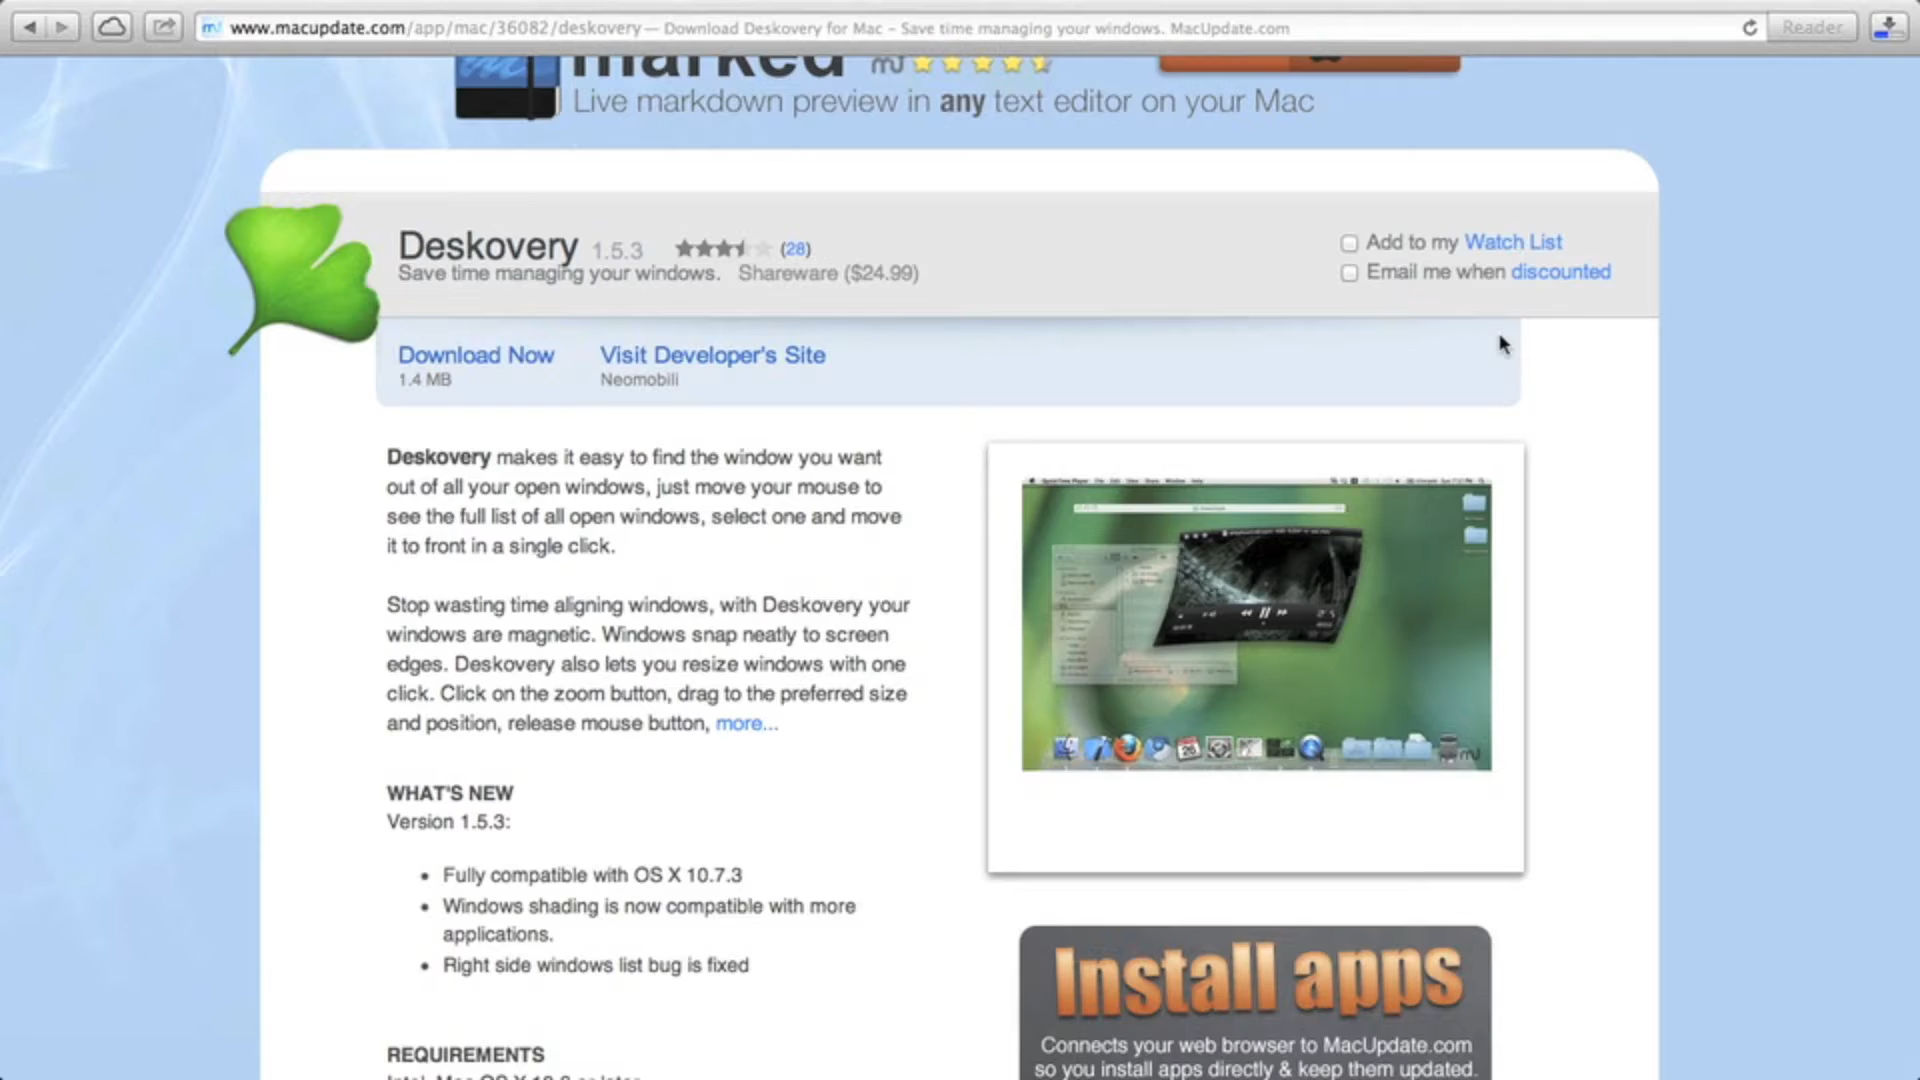 www.macupdate.com/app/mac/36082/deskovery — Download Deskovery for Mac – Save time managing your windows. MacUpdate.com
Reader
marked
Live markdown preview in any text editor on your Mac
Deskovery 1.5.3 (28)
Save time managing your windows. Shareware ($24.99)
Add to my Watch List
Email me when discounted
Download Now
1.4 MB
Visit Developer's Site
Neomobili
Deskovery makes it easy to find the window you want
out of all your open windows, just move your mouse to
see the full list of all open windows, select one and move
it to front in a single click.
Stop wasting time aligning windows, with Deskovery your
windows are magnetic. Windows snap neatly to screen
edges. Deskovery also lets you resize windows with one
click. Click on the zoom button, drag to the preferred size
and position, release mouse button, more...
WHAT'S NEW
Version 1.5.3:
• Fully compatible with OS X 10.7.3
• Windows shading is now compatible with more
applications.
• Right side windows list bug is fixed
REQUIREMENTS
Install apps
Connects your web browser to MacUpdate.com
so you install apps directly & keep them updated.